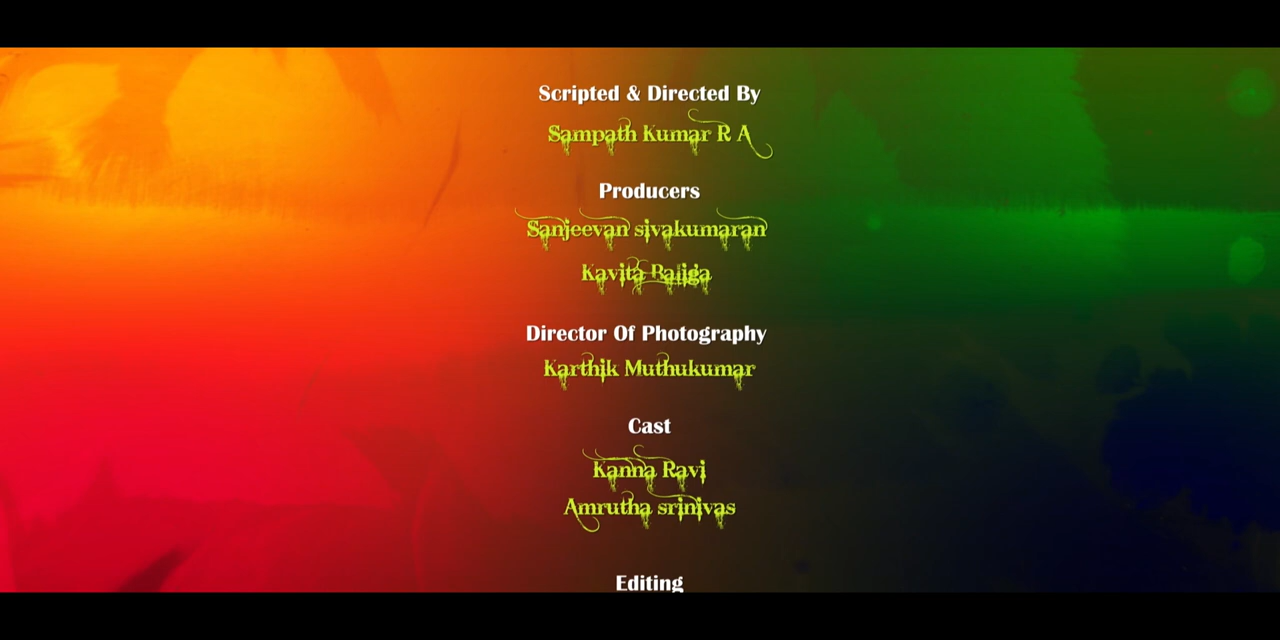 Scripted & Directed By
Sampath Kumar R A
Producers
Sanjeevan sivakumaran
Kavita Baliga
Director Of Photography
Karthik Muthukumar
Cast
Kanna Ravi
Amrutha srinivas
Editing